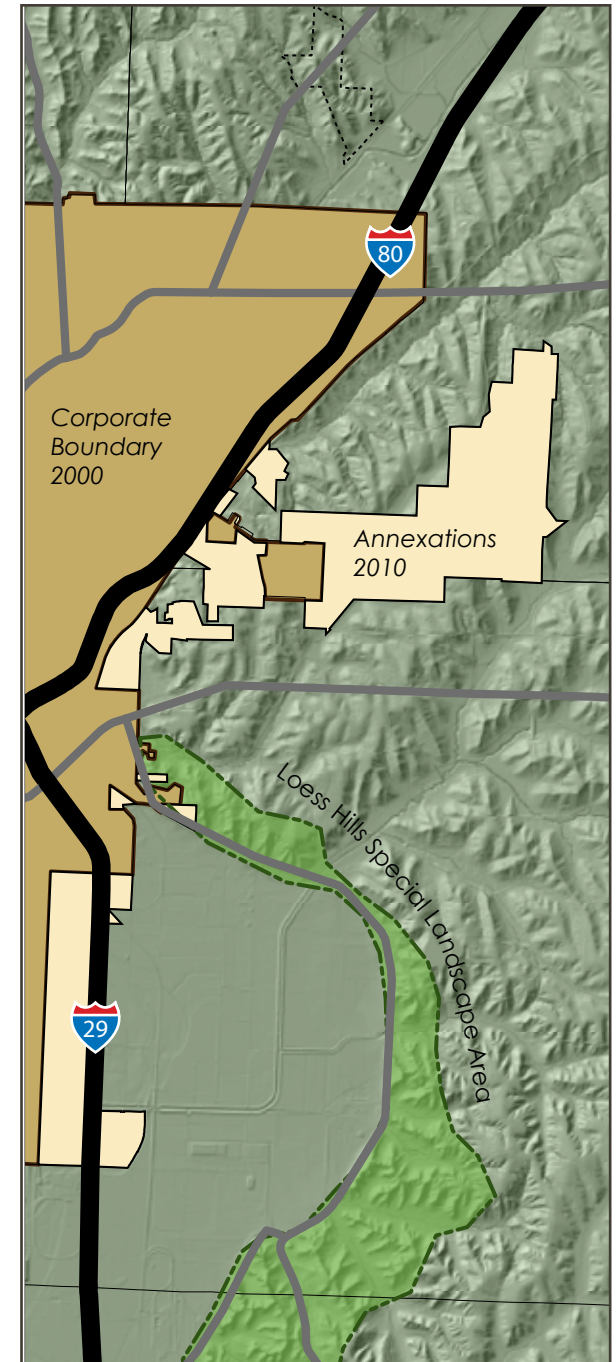 80
Corporate
Boundary
2000
Annexations
2010
Loess Hills Special Landscape Area
29